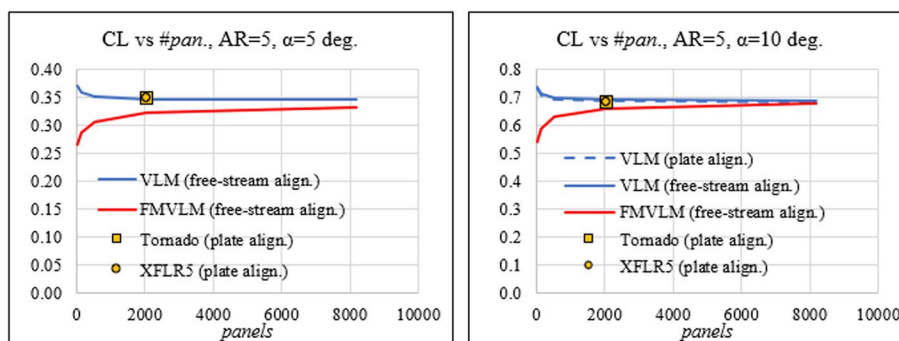 CL vs #pan., AR=5, α=5 deg.
0.40
0.35
0.30
0.25
0.20
0.15
0.10
0.05
0.00
VLM (free-stream align.)
FMVLM (free-stream align.)
Tornado (plate align.)
XFLR5 (plate align.)
0 2000 4000 6000 8000 10000
panels
CL vs #pan., AR=5, α=10 deg.
0.8
0.7
0.6
0.5
0.4
0.3
0.2
0.1
0.0
VLM (plate align.)
VLM (free-stream align.)
FMVLM (free-stream align.)
Tornado (plate align.)
XFLR5 (plate align.)
0 2000 4000 6000 8000 10000
panels